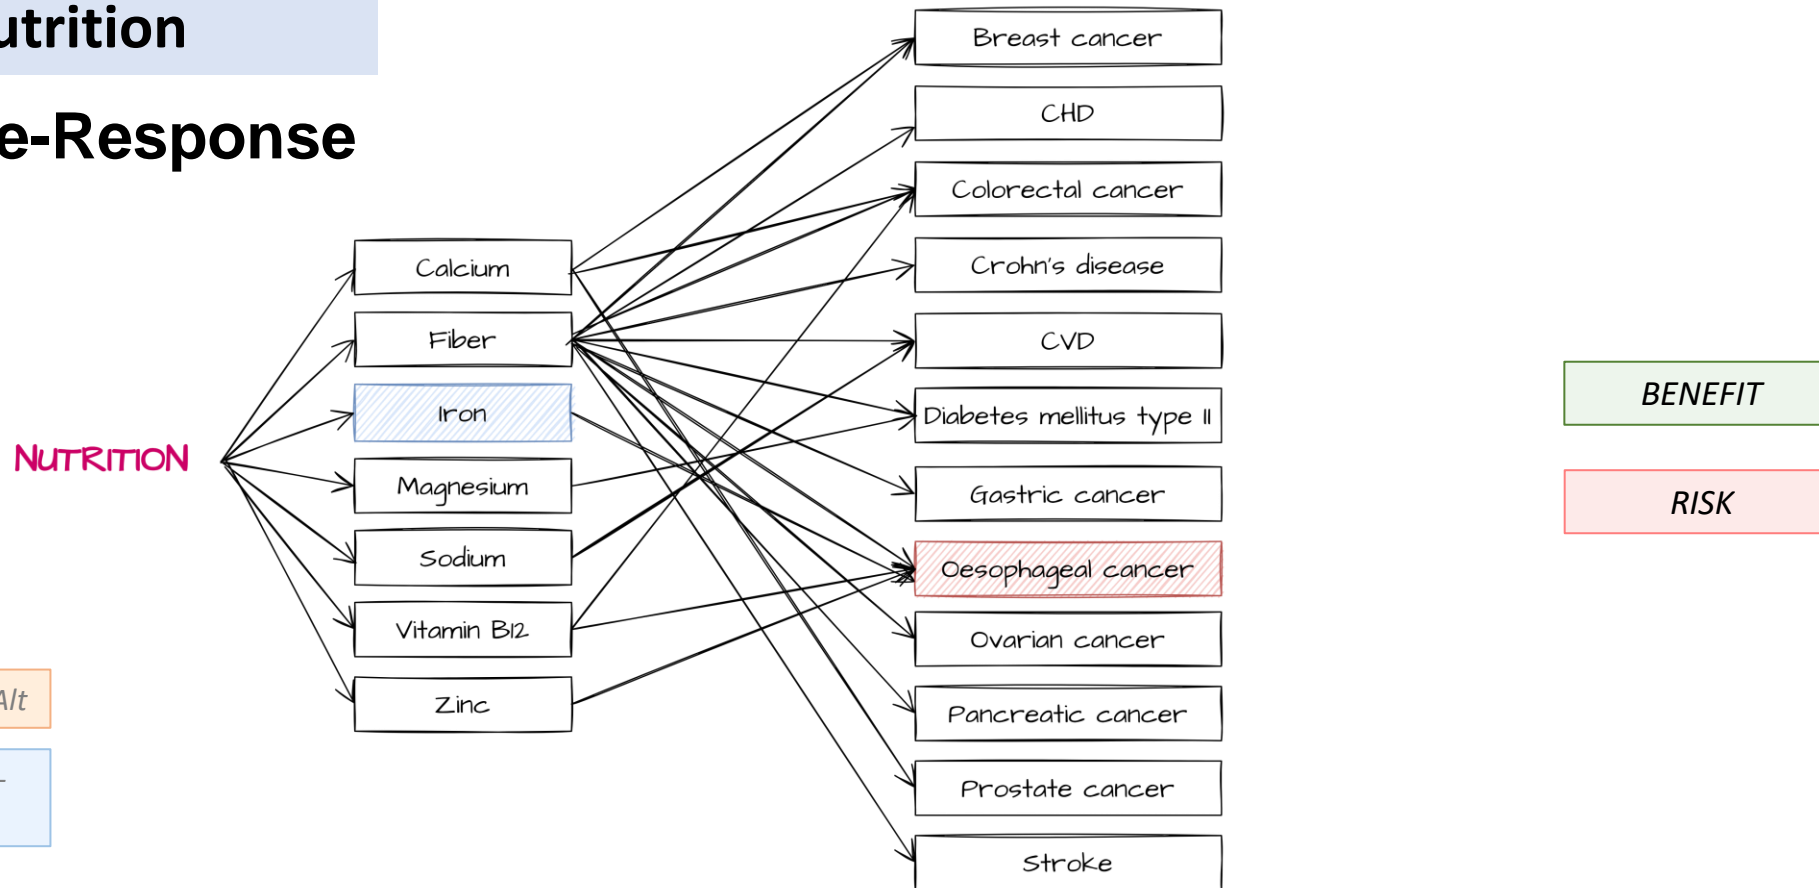 utrition
e-Response
NUTRITION
Calcium
Fiber
Iron
Magnesium
Sodium
Vitamin B12
Zinc
Breast cancer
CHD
Colorectal cancer
Crohn's disease
CVD
Diabetes mellitus type II
Gastric cancer
Oesophageal cancer
Ovarian cancer
Pancreatic cancer
Prostate cancer
Stroke
BENEFIT
RISK
Alt